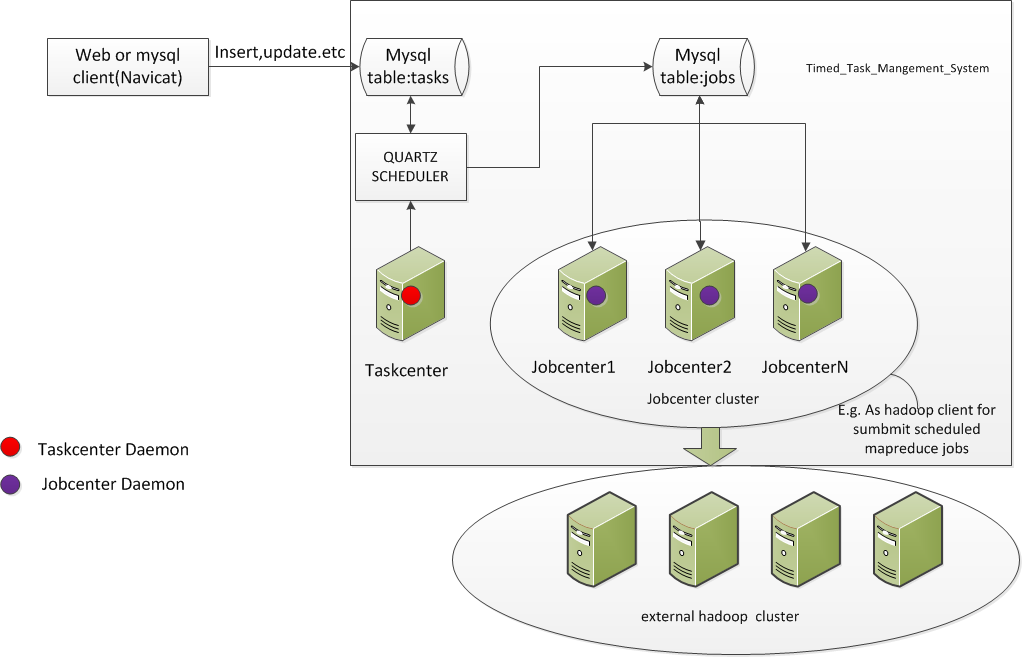 Web or mysql
client(Navicat)
Insert,update.etc
Mysql
table:tasks
Mysql
table:jobs
Timed_Task_Mangement_System
QUARTZ
SCHEDULER
Taskcenter
Jobcenter1
Jobcenter2
JobcenterN
Jobcenter cluster
E.g. As hadoop client for
sumbmit scheduled
mapreduce jobs
Taskcenter Daemon
Jobcenter Daemon
external hadoop cluster